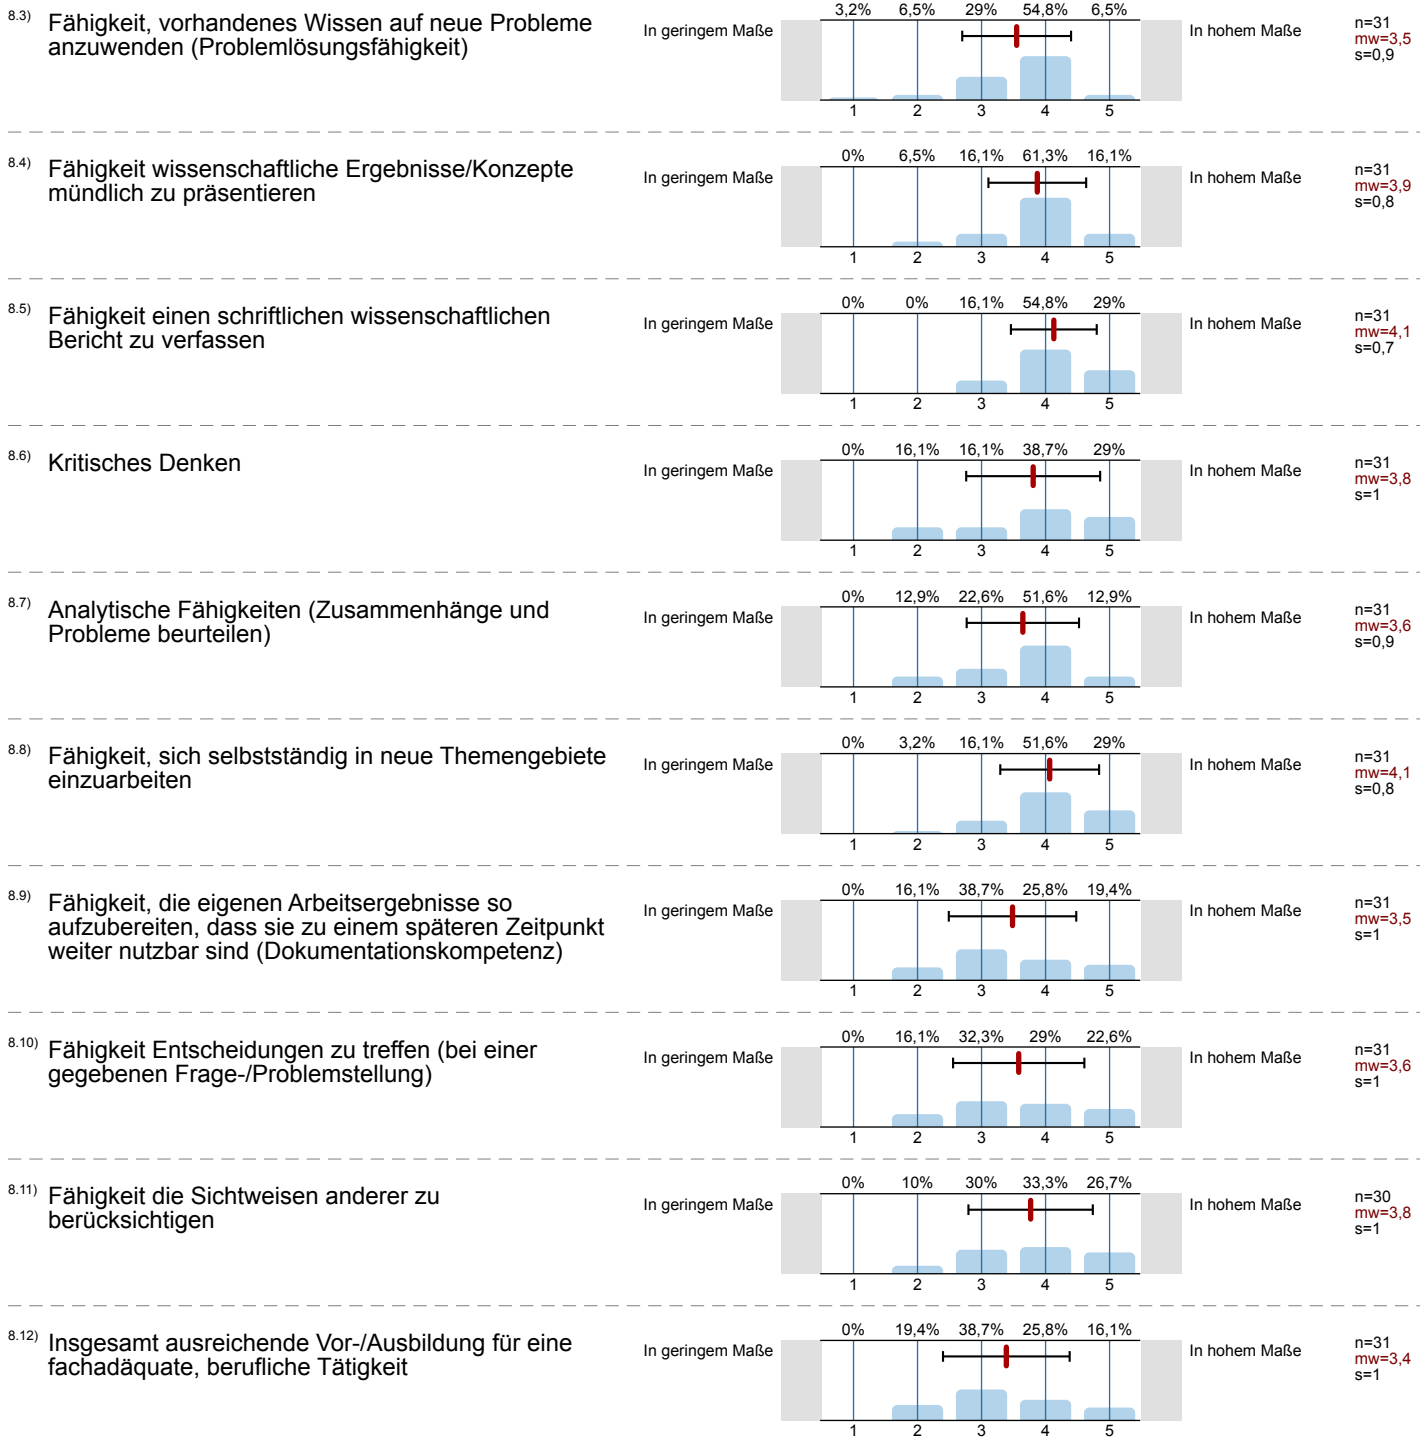 8.3) Fähigkeit, vorhandenes Wissen auf neue Probleme
anzuwenden (Problemlösungsfähigkeit)
In geringem Maße
3,2% 6,5% 29% 54,8% 6,5%
1 2 3 4 5
In hohem Maße
n=31
mw=3,5
s=0,9
8.4) Fähigkeit wissenschaftliche Ergebnisse/Konzepte
mündlich zu präsentieren
In geringem Maße
0% 6,5% 16,1% 61,3% 16,1%
1 2 3 4 5
In hohem Maße
n=31
mw=3,9
s=0,8
8.5) Fähigkeit einen schriftlichen wissenschaftlichen
Bericht zu verfassen
In geringem Maße
0% 0% 16,1% 54,8% 29%
1 2 3 4 5
In hohem Maße
n=31
mw=4,1
s=0,7
8.6) Kritisches Denken
In geringem Maße
0% 16,1% 16,1% 38,7% 29%
1 2 3 4 5
In hohem Maße
n=31
mw=3,8
s=1
8.7) Analytische Fähigkeiten (Zusammenhänge und
Probleme beurteilen)
In geringem Maße
0% 12,9% 22,6% 51,6% 12,9%
1 2 3 4 5
In hohem Maße
n=31
mw=3,6
s=0,9
8.8) Fähigkeit, sich selbstständig in neue Themengebiete
einzuarbeiten
In geringem Maße
0% 3,2% 16,1% 51,6% 29%
1 2 3 4 5
In hohem Maße
n=31
mw=4,1
s=0,8
8.9) Fähigkeit, die eigenen Arbeitsergebnisse so
aufzubereiten, dass sie zu einem späteren Zeitpunkt
weiter nutzbar sind (Dokumentationskompetenz)
In geringem Maße
0% 16,1% 38,7% 25,8% 19,4%
1 2 3 4 5
In hohem Maße
n=31
mw=3,5
s=1
8.10) Fähigkeit Entscheidungen zu treffen (bei einer
gegebenen Frage-/Problemstellung)
In geringem Maße
0% 16,1% 32,3% 29% 22,6%
1 2 3 4 5
In hohem Maße
n=31
mw=3,6
s=1
8.11) Fähigkeit die Sichtweisen anderer zu
berücksichtigen
In geringem Maße
0% 10% 30% 33,3% 26,7%
1 2 3 4 5
In hohem Maße
n=30
mw=3,8
s=1
8.12) Insgesamt ausreichende Vor-/Ausbildung für eine
fachadäquate, berufliche Tätigkeit
In geringem Maße
0% 19,4% 38,7% 25,8% 16,1%
1 2 3 4 5
In hohem Maße
n=31
mw=3,4
s=1